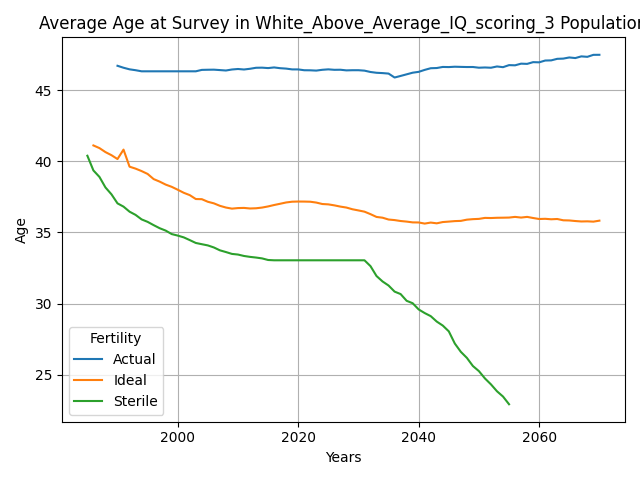 Average Age at Survey in White_Above_Average_IQ_scoring_3 Population
Age
45
40
35
30
25
Fertility
Actual
Ideal
Sterile
2000
2020
2040
2060
Years